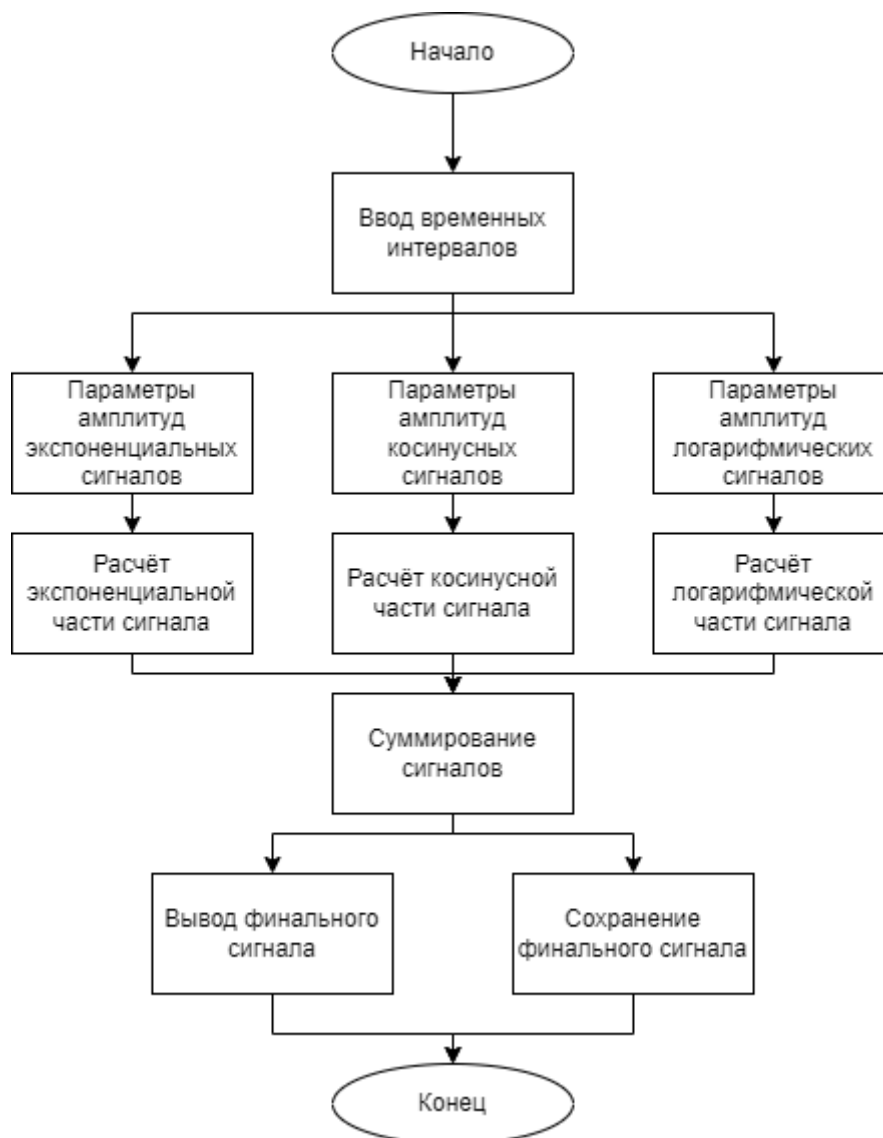 Начало
Ввод временных
интервалов
Параметры
амплитуд
экспоненциальных
сигналов
Параметры
амплитуд
косинусных
сигналов
Параметры
амплитуд
логарифмических
сигналов
Расчёт
экспоненциальной
части сигнала
Расчёт косинусной
части сигнала
Расчёт
логарифмической
части сигнала
Суммирование
сигналов
Вывод финального
сигнала
Сохранение
финального сигнала
Конец